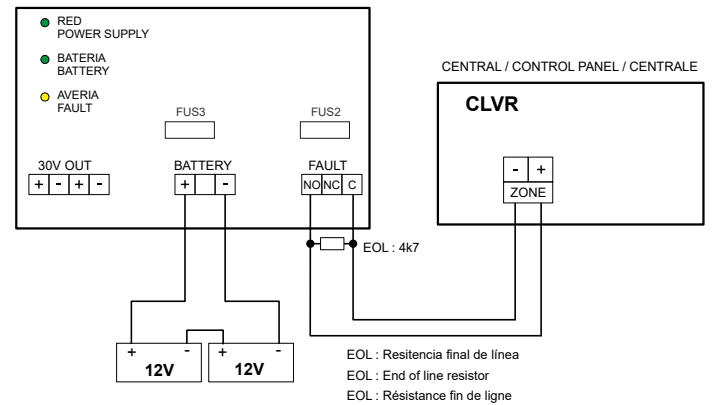 RED
POWER SUPPLY
BATERIA
BATTERY
AVERIA
FAULT
FUS3
FUS2
30V OUT
BATTERY
FAULT
+ - + -
+ -
NO NC C
EOL : 4k7
CENTRAL / CONTROL PANEL / CENTRALE
CLVR
- +
ZONE
+ - + -
12V
12V
EOL : Resitencia final de línea
EOL : End of line resistor
EOL : Résistance fin de ligne